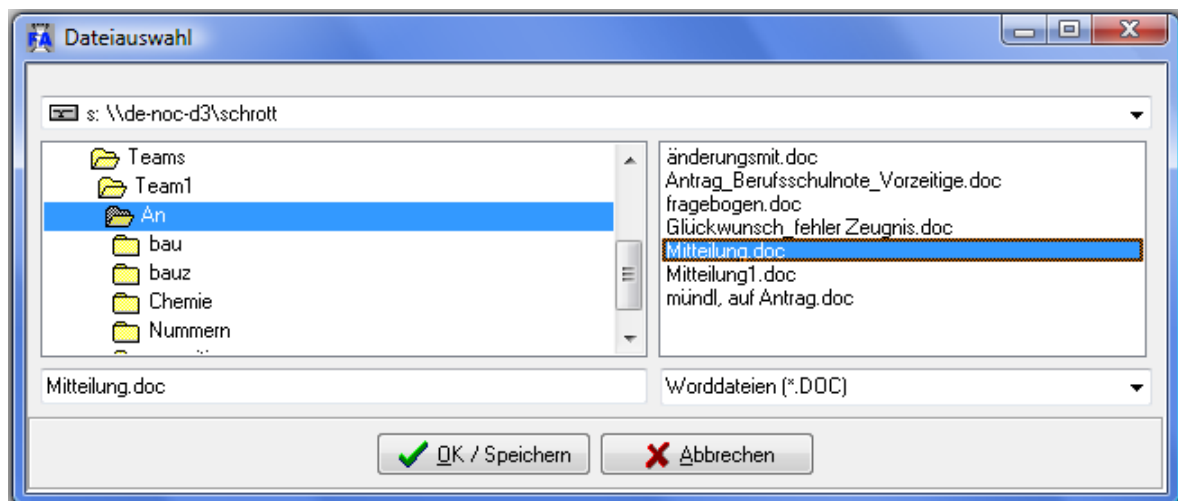 FA Dateiauswahl
s: \\de-noc-d3\schrott
Teams
Team1
An
bau
bauz
Chemie
Nummern
änderungsmit.doc
Antrag_Berufsschulnote_Vorzeitige.doc
fragebogen.doc
Glückwunsch_fehler Zeugnis.doc
Mitteilung.doc
Mitteilung1.doc
mündl, auf Antrag.doc
Mitteilung.doc
Worddateien (*.DOC)
OK / Speichern
Abbrechen